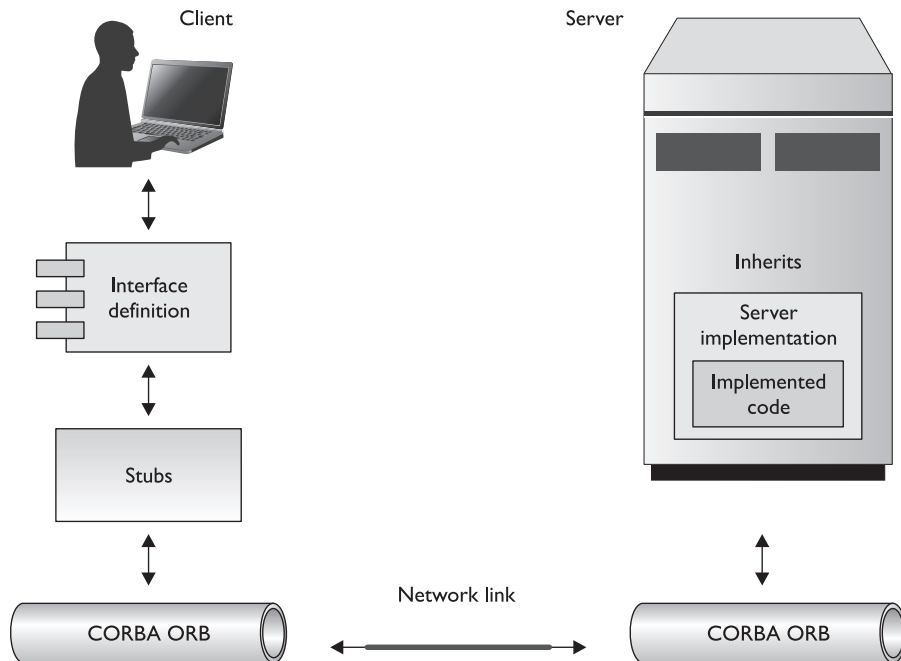 Client
Server
Interface
definition
Inherits
Server
implementation
Implemented
code
Stubs
Network link
CORBA ORB
CORBA ORB